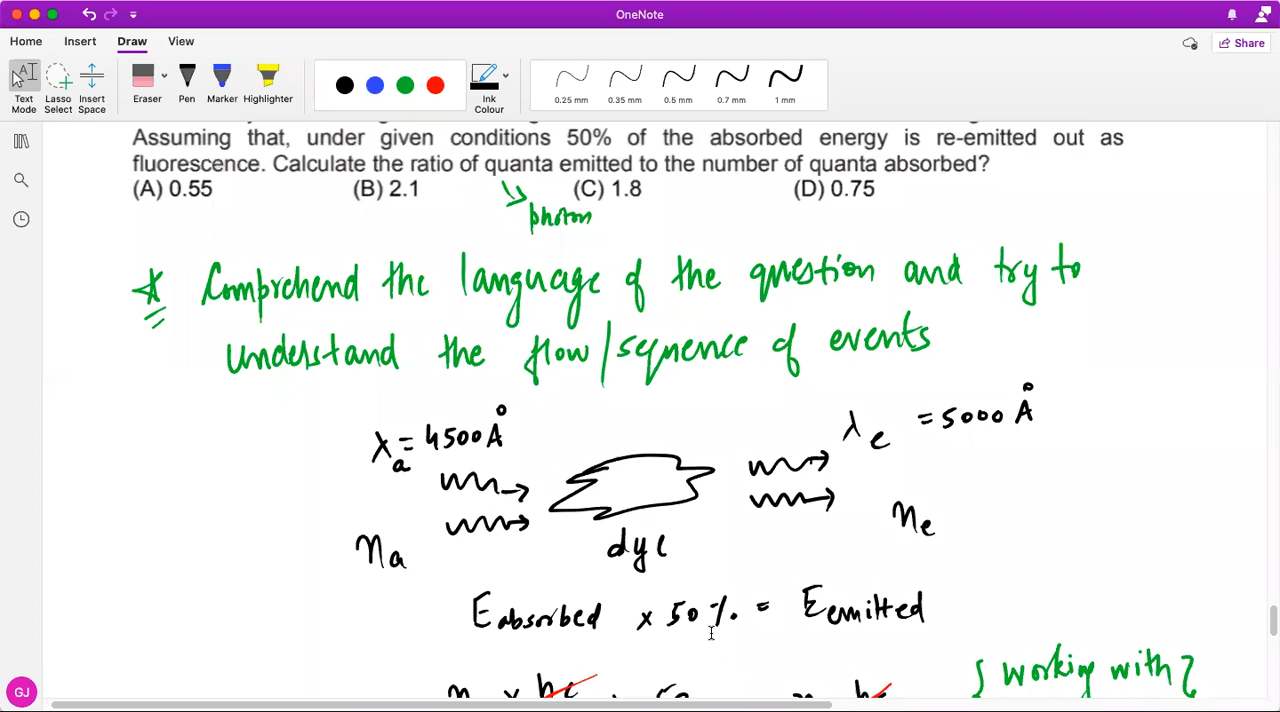 OneNote
Home Insert Draw View
Share
Text Mode
Lasso Select
Insert Space
Eraser
Pen
Marker
Highlighter
Ink Colour
0.25 mm 0.35 mm 0.5 mm 0.7 mm 1 mm
Assuming that, under given conditions 50% of the absorbed energy is re-emitted out as
fluorescence. Calculate the ratio of quanta emitted to the number of quanta absorbed?
(A) 0.55 (B) 2.1 (C) 1.8 (D) 0.75
photon
* Comprehend the language of the question and try to
understand the flow/sequence of events
λa = 4500 Å
λe = 5000 Å
na
ne
dye
Eabsorbed × 50% = Eemitted
{ working with }
GJ